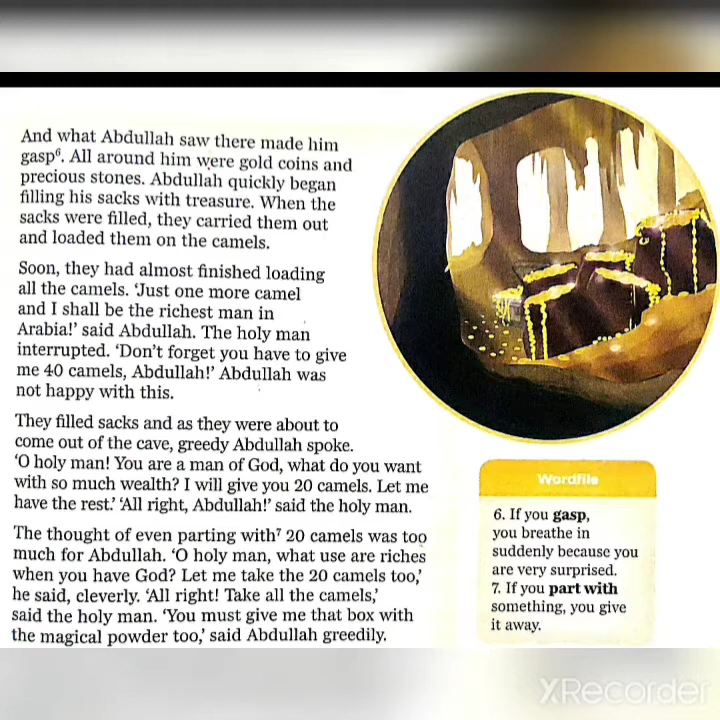 And what Abdullah saw there made him
gasp⁶. All around him were gold coins and
precious stones. Abdullah quickly began
filling his sacks with treasure. When the
sacks were filled, they carried them out
and loaded them on the camels.
Soon, they had almost finished loading
all the camels. ‘Just one more camel
and I shall be the richest man in
Arabia!’ said Abdullah. The holy man
interrupted. ‘Don’t forget you have to give
me 40 camels, Abdullah!’ Abdullah was
not happy with this.
They filled sacks and as they were about to
come out of the cave, greedy Abdullah spoke.
‘O holy man! You are a man of God, what do you want
with so much wealth? I will give you 20 camels. Let me
have the rest.’ ‘All right, Abdullah!’ said the holy man.
The thought of even parting with⁷ 20 camels was too
much for Abdullah. ‘O holy man, what use are riches
when you have God? Let me take the 20 camels too,’
he said, cleverly. ‘All right! Take all the camels,’
said the holy man. ‘You must give me that box with
the magical powder too,’ said Abdullah greedily.
Wordfile
6. If you gasp,
you breathe in
suddenly because you
are very surprised.
7. If you part with
something, you give
it away.
XRecorder